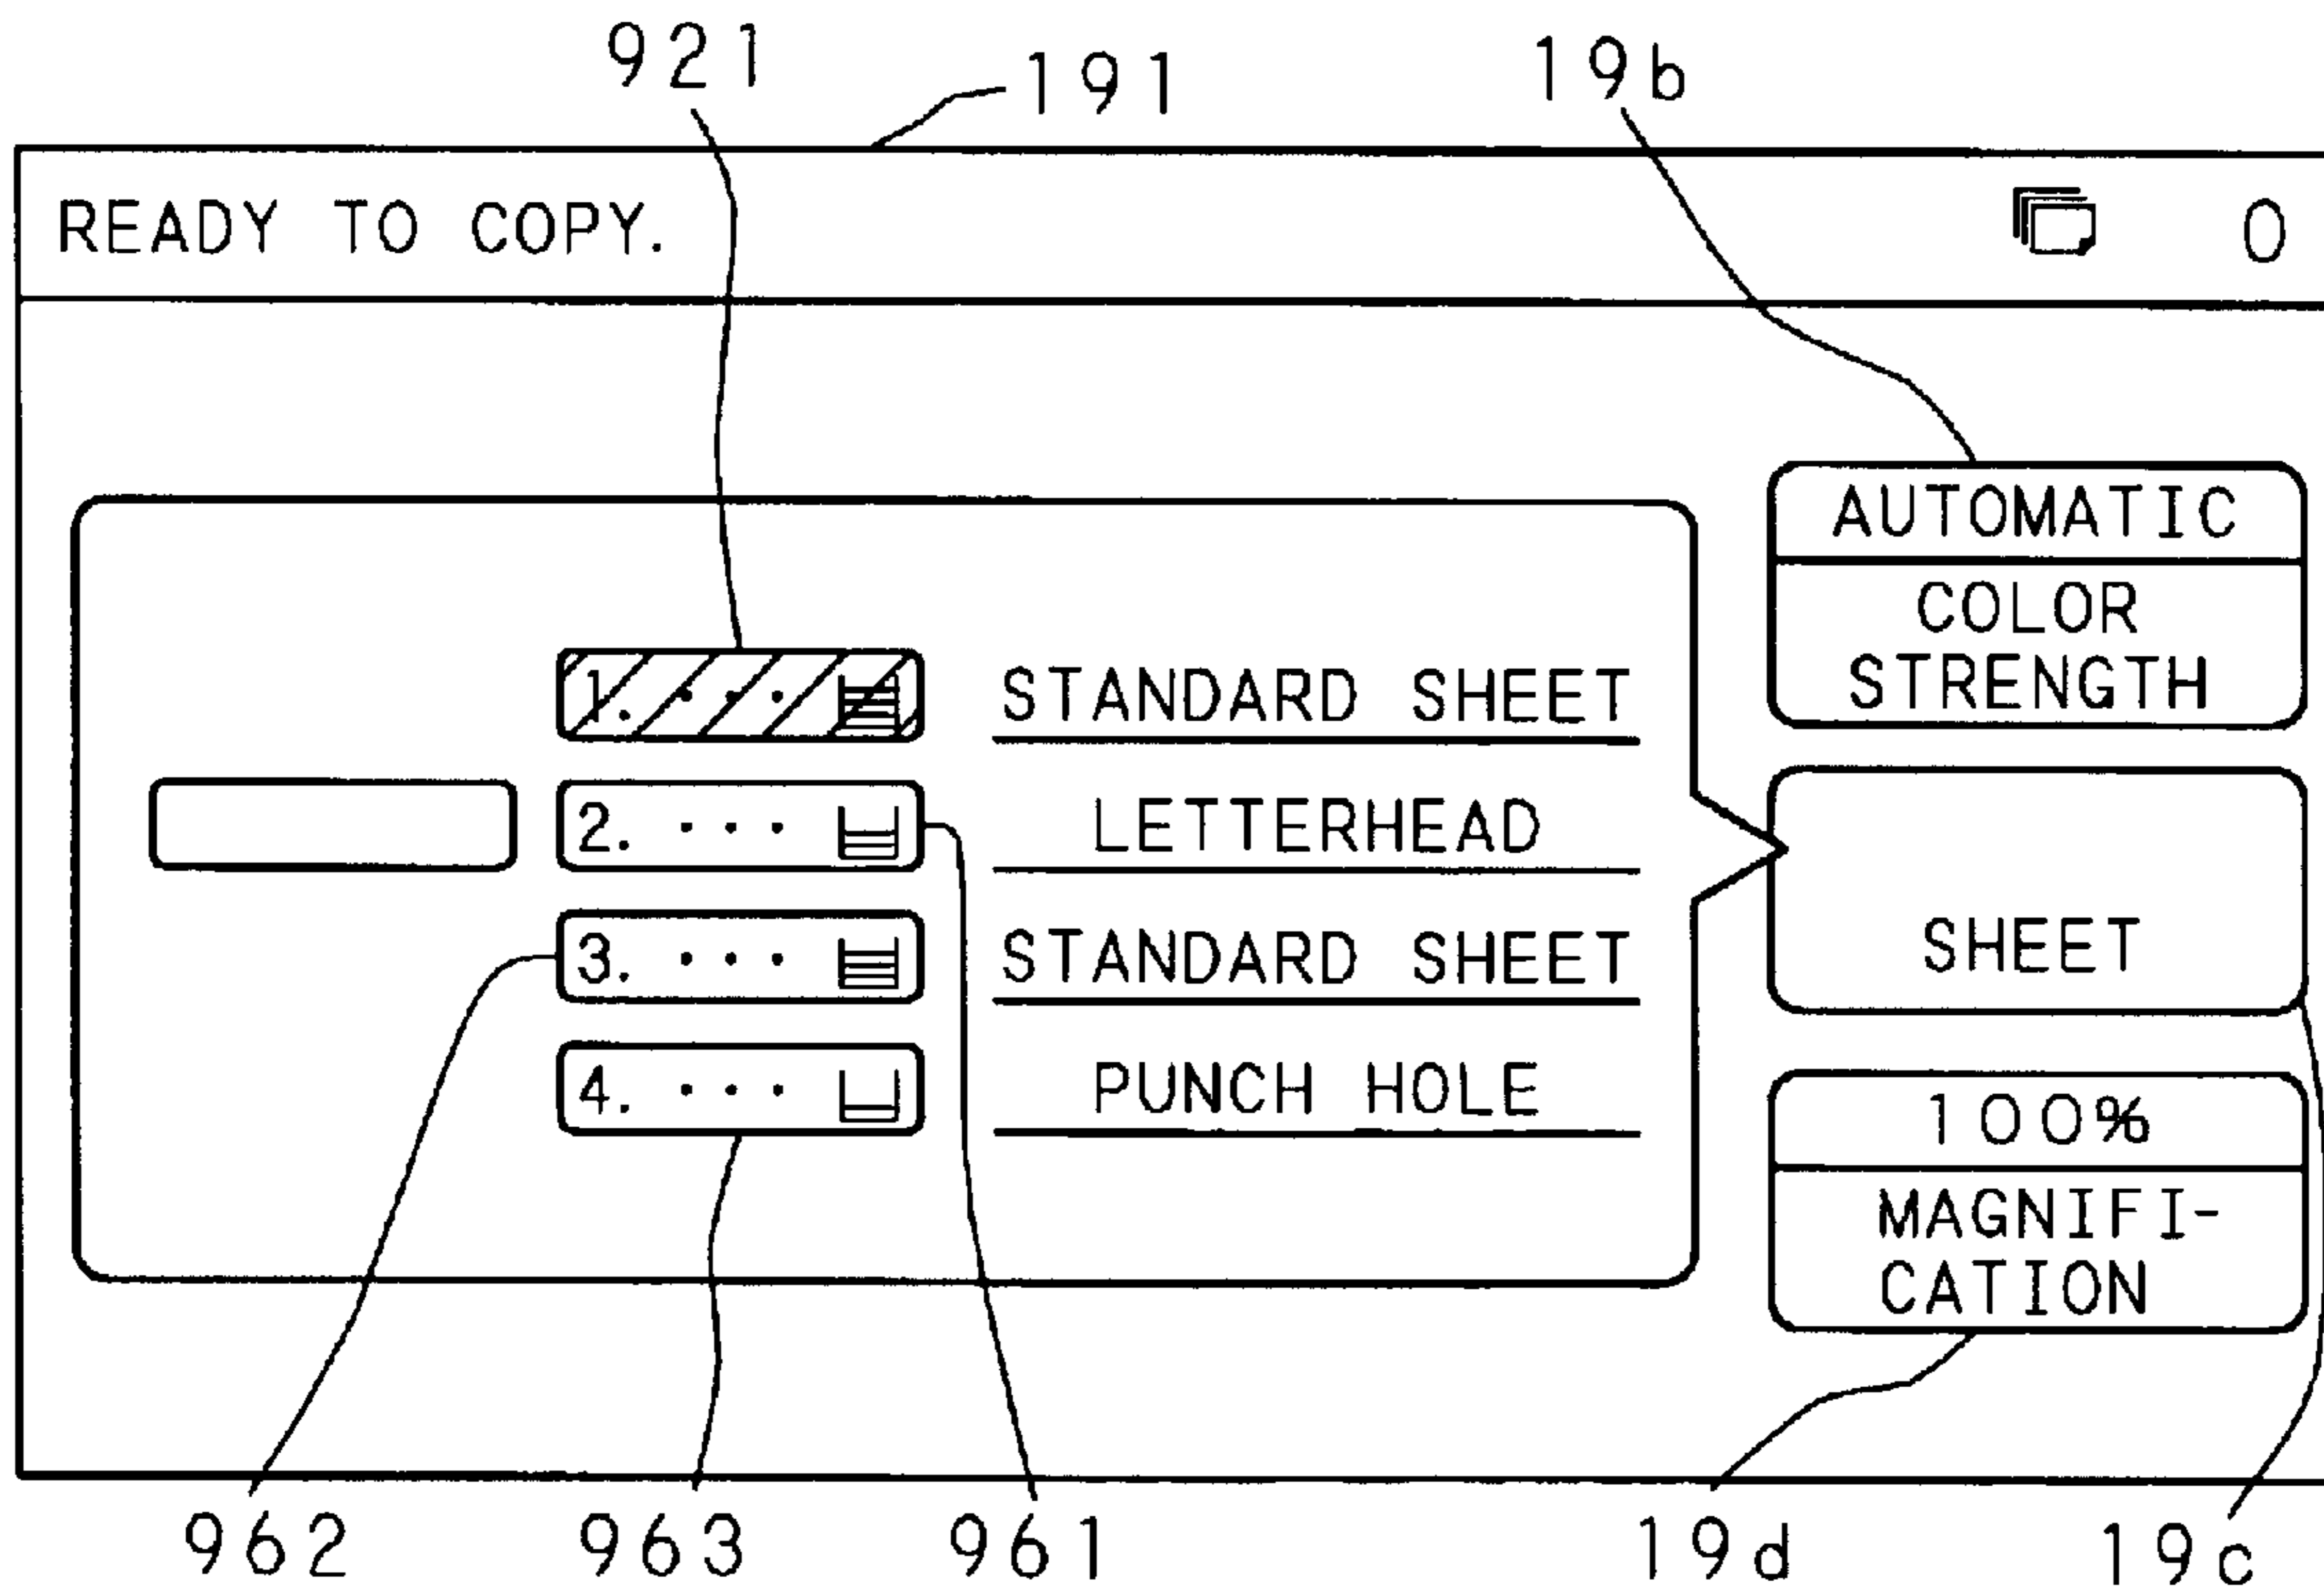 921
191
19b
READY TO COPY.
0
AUTOMATIC
COLOR
STRENGTH
1. ・・・ STANDARD SHEET
2. ・・・ LETTERHEAD
3. ・・・ STANDARD SHEET
4. ・・・ PUNCH HOLE
SHEET
100%
MAGNIFI-
CATION
962
963
961
19d
19c